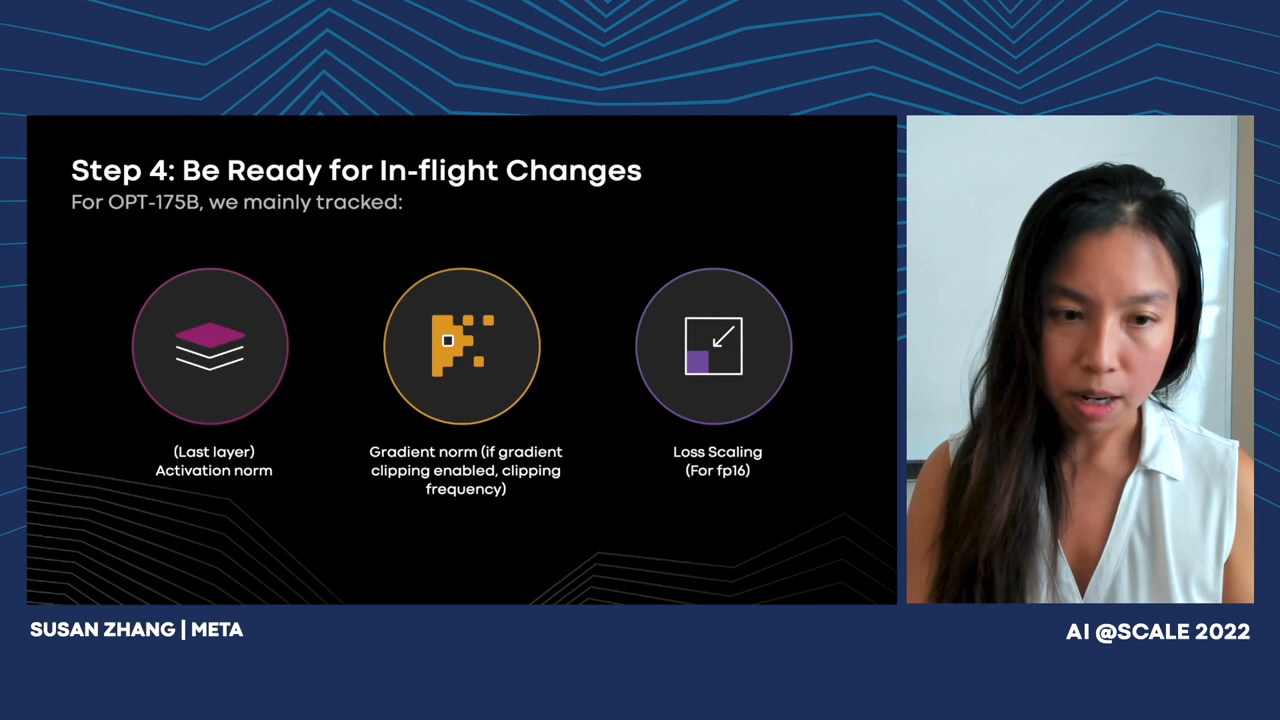 Step 4: Be Ready for In-flight Changes
For OPT-175B, we mainly tracked:
(Last layer)
Activation norm
Gradient norm (if gradient
clipping enabled, clipping
frequency)
Loss Scaling
(For fp16)
SUSAN ZHANG | META
AI @SCALE 2022